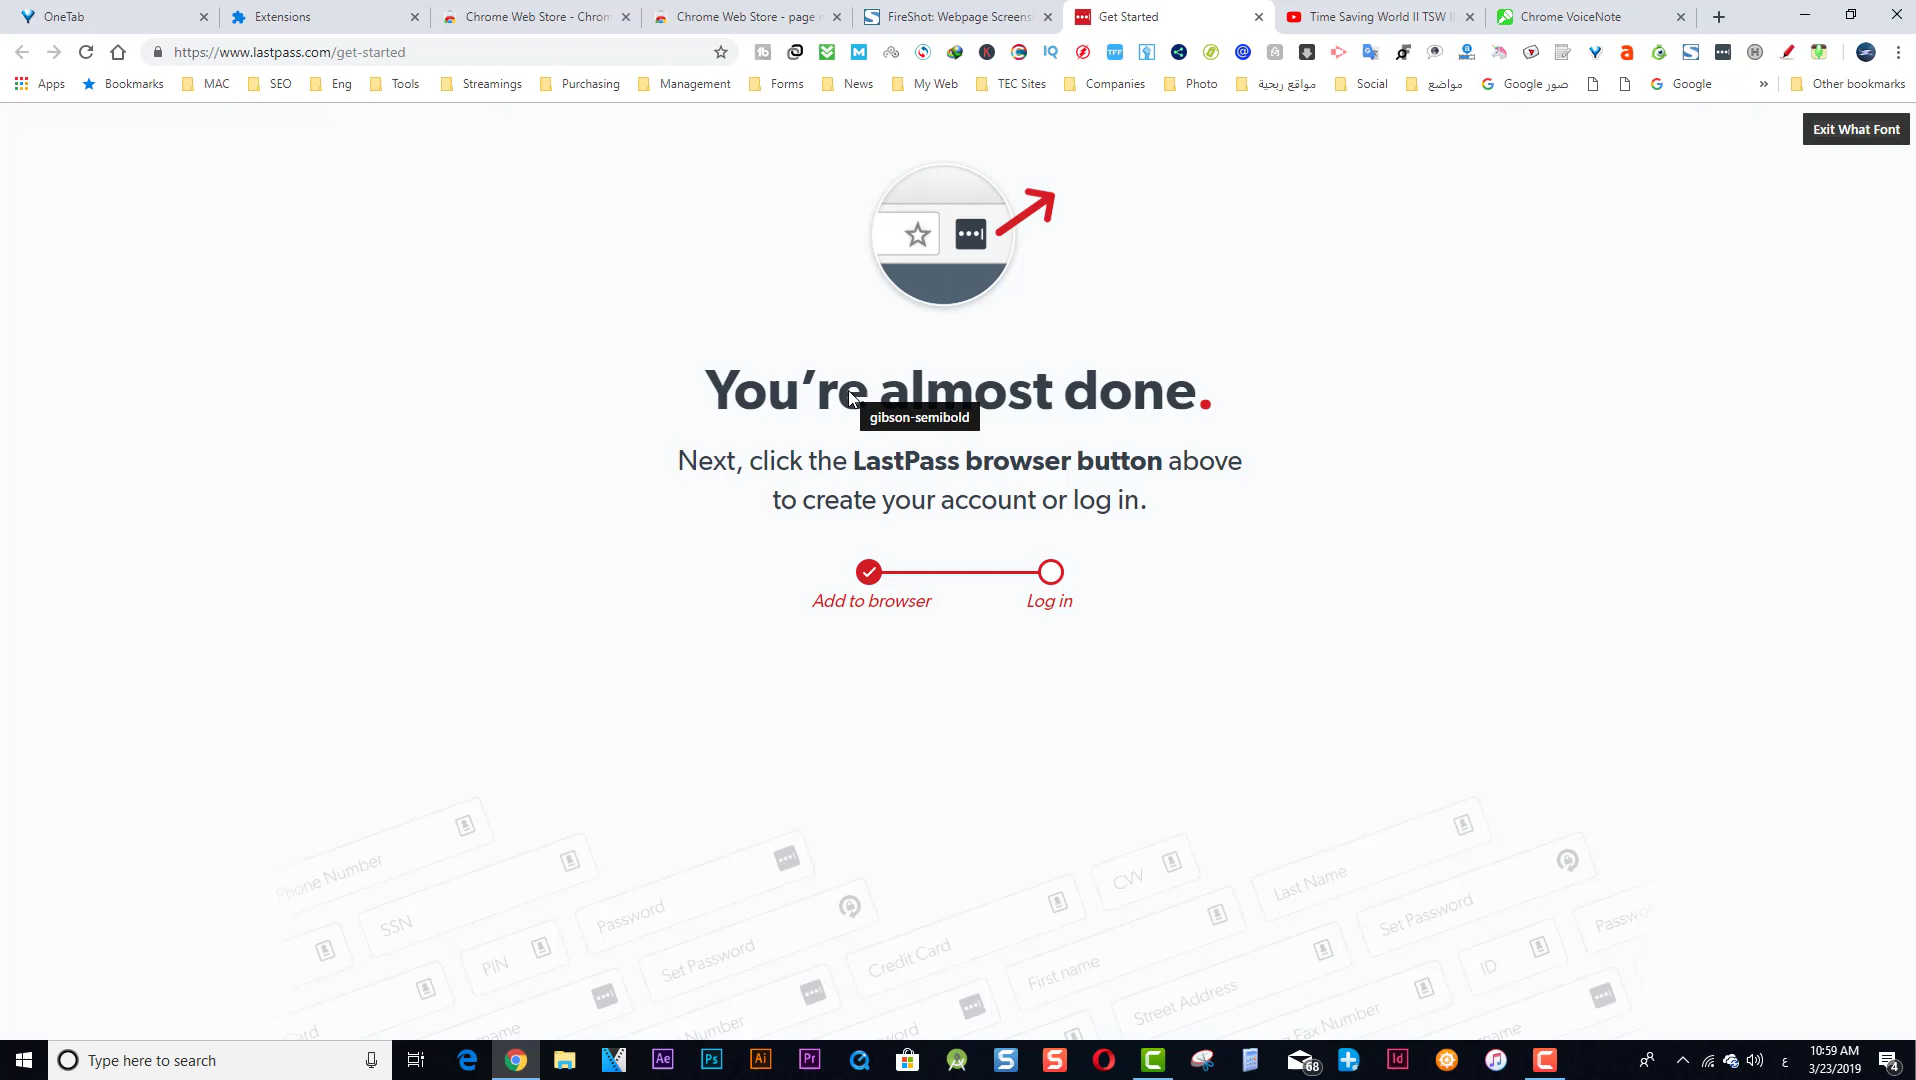 OneTab
Extensions
Chrome Web Store - Chrom
Chrome Web Store - page
FireShot: Webpage Screens
Get Started
Time Saving World II TSW
Chrome VoiceNote
https://www.lastpass.com/get-started
Apps
Bookmarks
MAC
SEO
Eng
Tools
Streamings
Purchasing
Management
Forms
News
My Web
TEC Sites
Companies
Photo
مواقع ربحية
Social
مواضع
صور Google
Google
Other bookmarks
Exit What Font
You're almost done.
gibson-semibold
Next, click the LastPass browser button above
to create your account or log in.
Add to browser
Log in
Phone Number
SSN
PIN
Password
Set Password
Credit Card
CVV
First name
Last Name
Street Address
Set Password
ID
Fax Number
Type here to search
68
ع
10:59 AM
3/23/2019
4